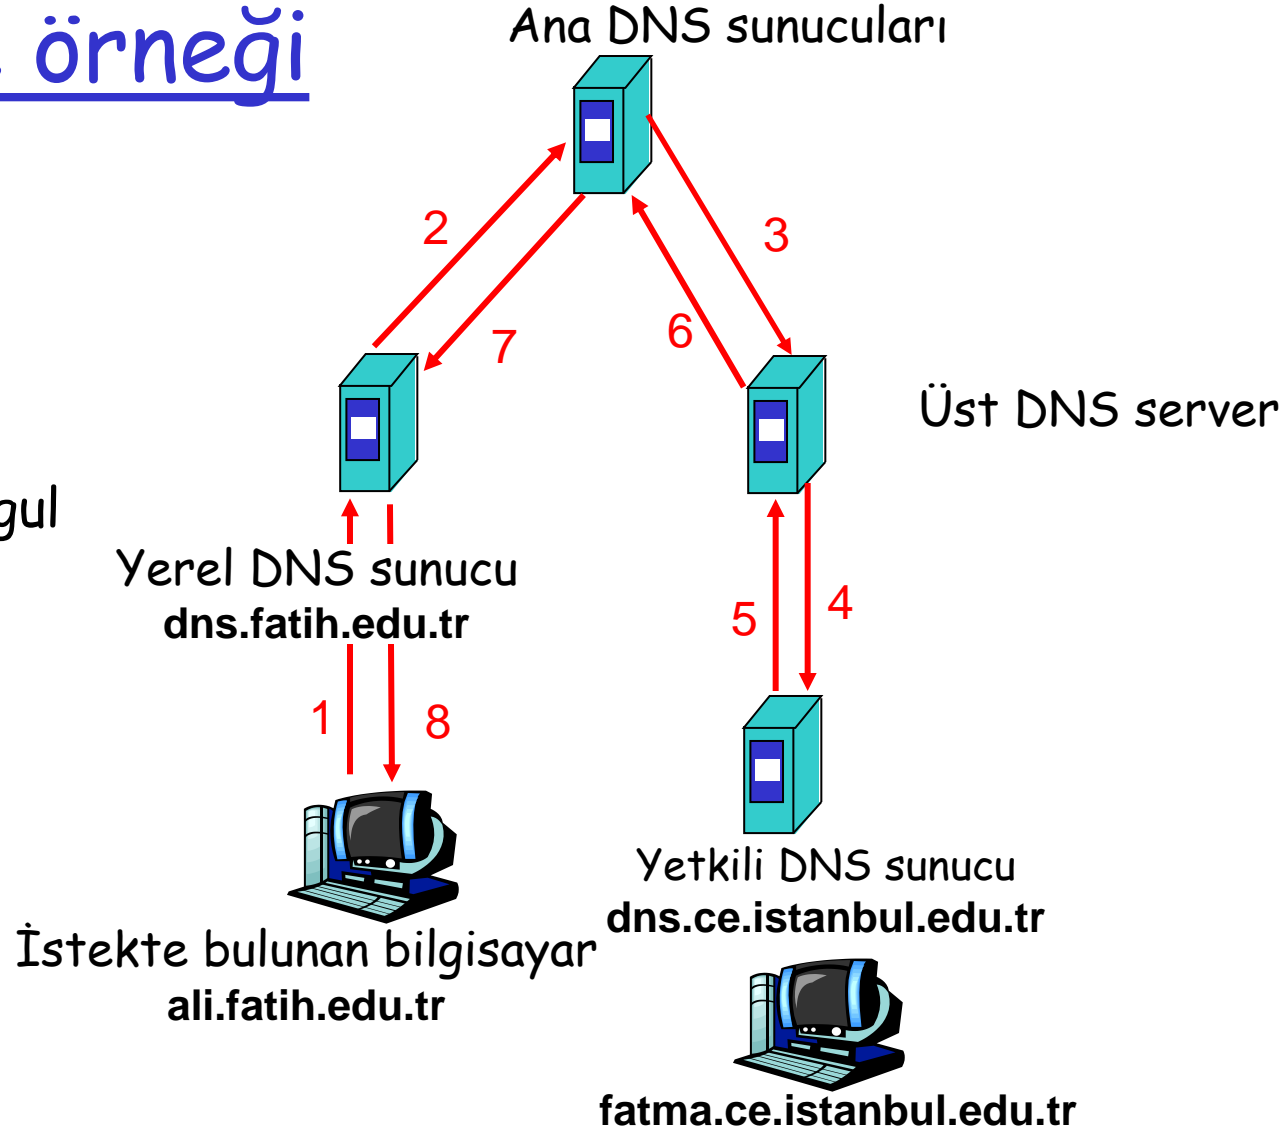 örneği
Ana DNS sunucuları
2
3
7
6
Üst DNS server
gul
Yerel DNS sunucu
dns.fatih.edu.tr
5
4
1
8
Yetkili DNS sunucu
dns.ce.istanbul.edu.tr
İstekte bulunan bilgisayar
ali.fatih.edu.tr
fatma.ce.istanbul.edu.tr